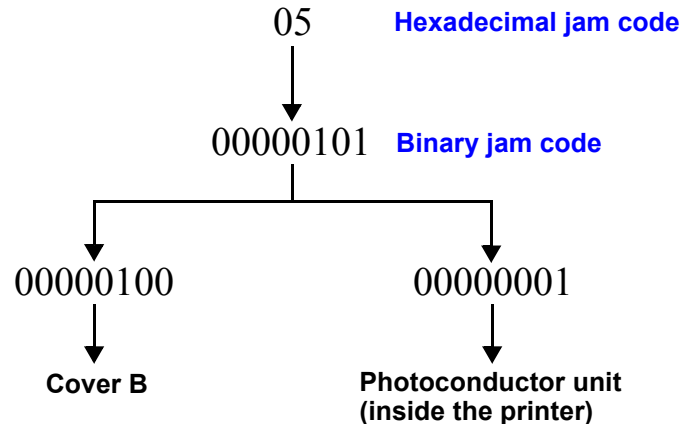 05 Hexadecimal jam code
00000101 Binary jam code
00000100 00000001
Cover B Photoconductor unit
(inside the printer)